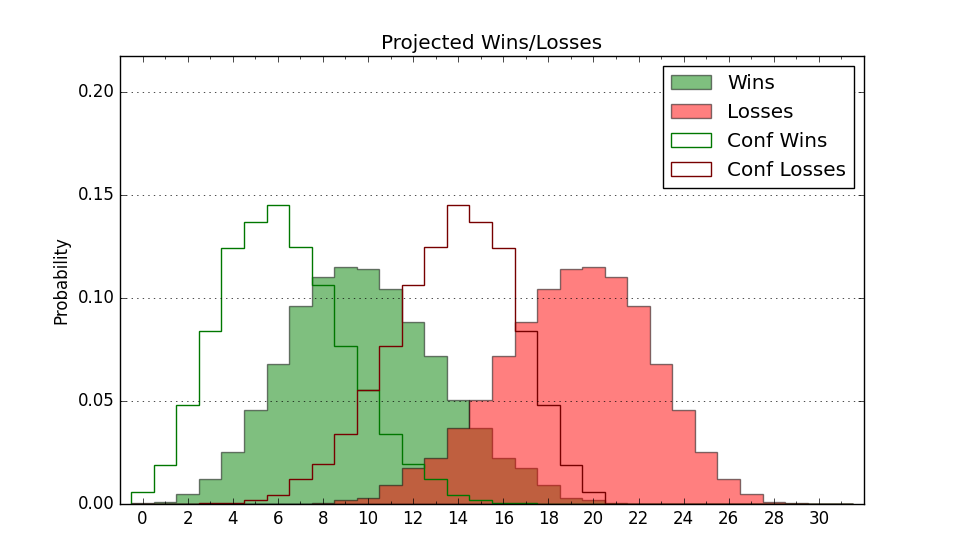 Projected Wins/Losses
0.20
0.15
0.10
0.05
0.00
Probability
Wins
Losses
Conf Wins
Conf Losses
0 2 4 6 8 10 12 14 16 18 20 22 24 26 28 30